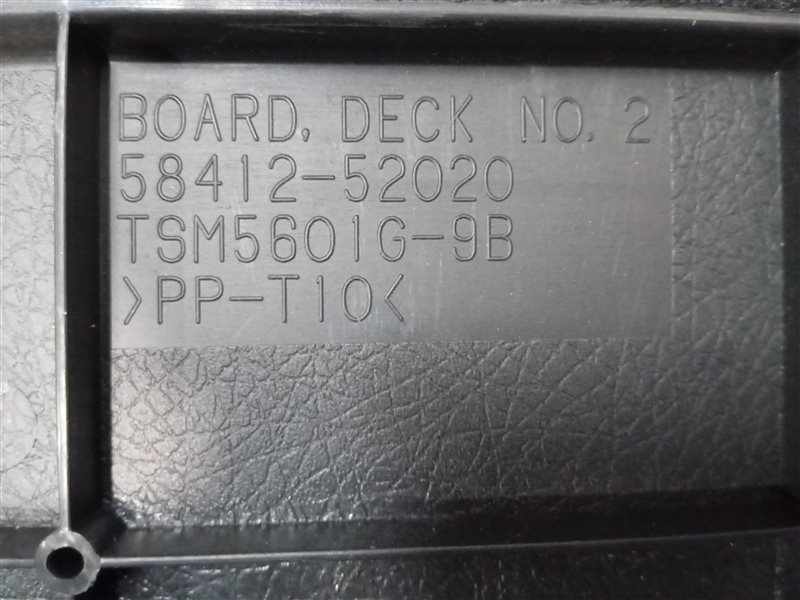 BOARD, DECK NO. 2
58412-52020
TSM5601G-9B
>PP-T10<